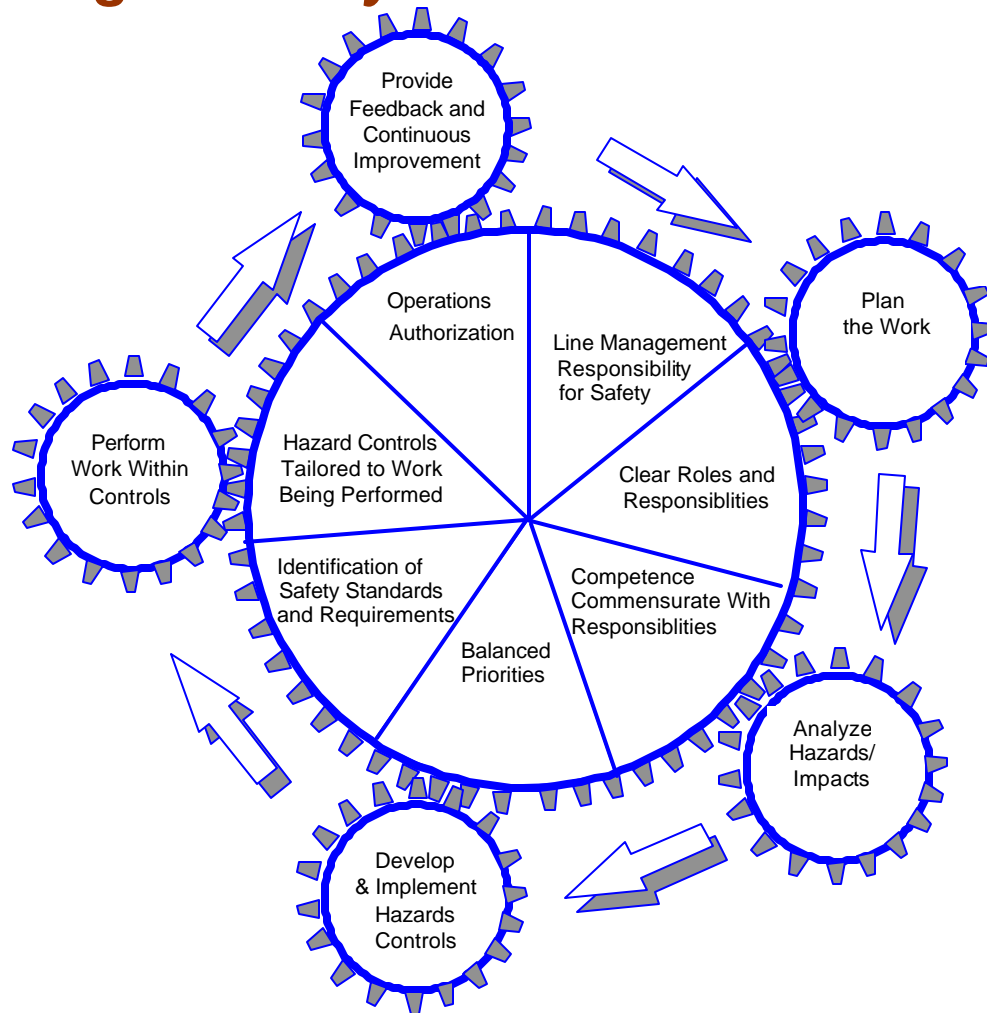 Provide
Feedback and
Continuous
Improvement
Plan
the Work
Analyze
Hazards/
Impacts
Develop
& Implement
Hazards
Controls
Perform
Work Within
Controls
Operations
Authorization
Line Management
Responsibility
for Safety
Clear Roles and
Responsiblities
Competence
Commensurate With
Responsiblities
Balanced
Priorities
Identification of
Safety Standards
and Requirements
Hazard Controls
Tailored to Work
Being Performed